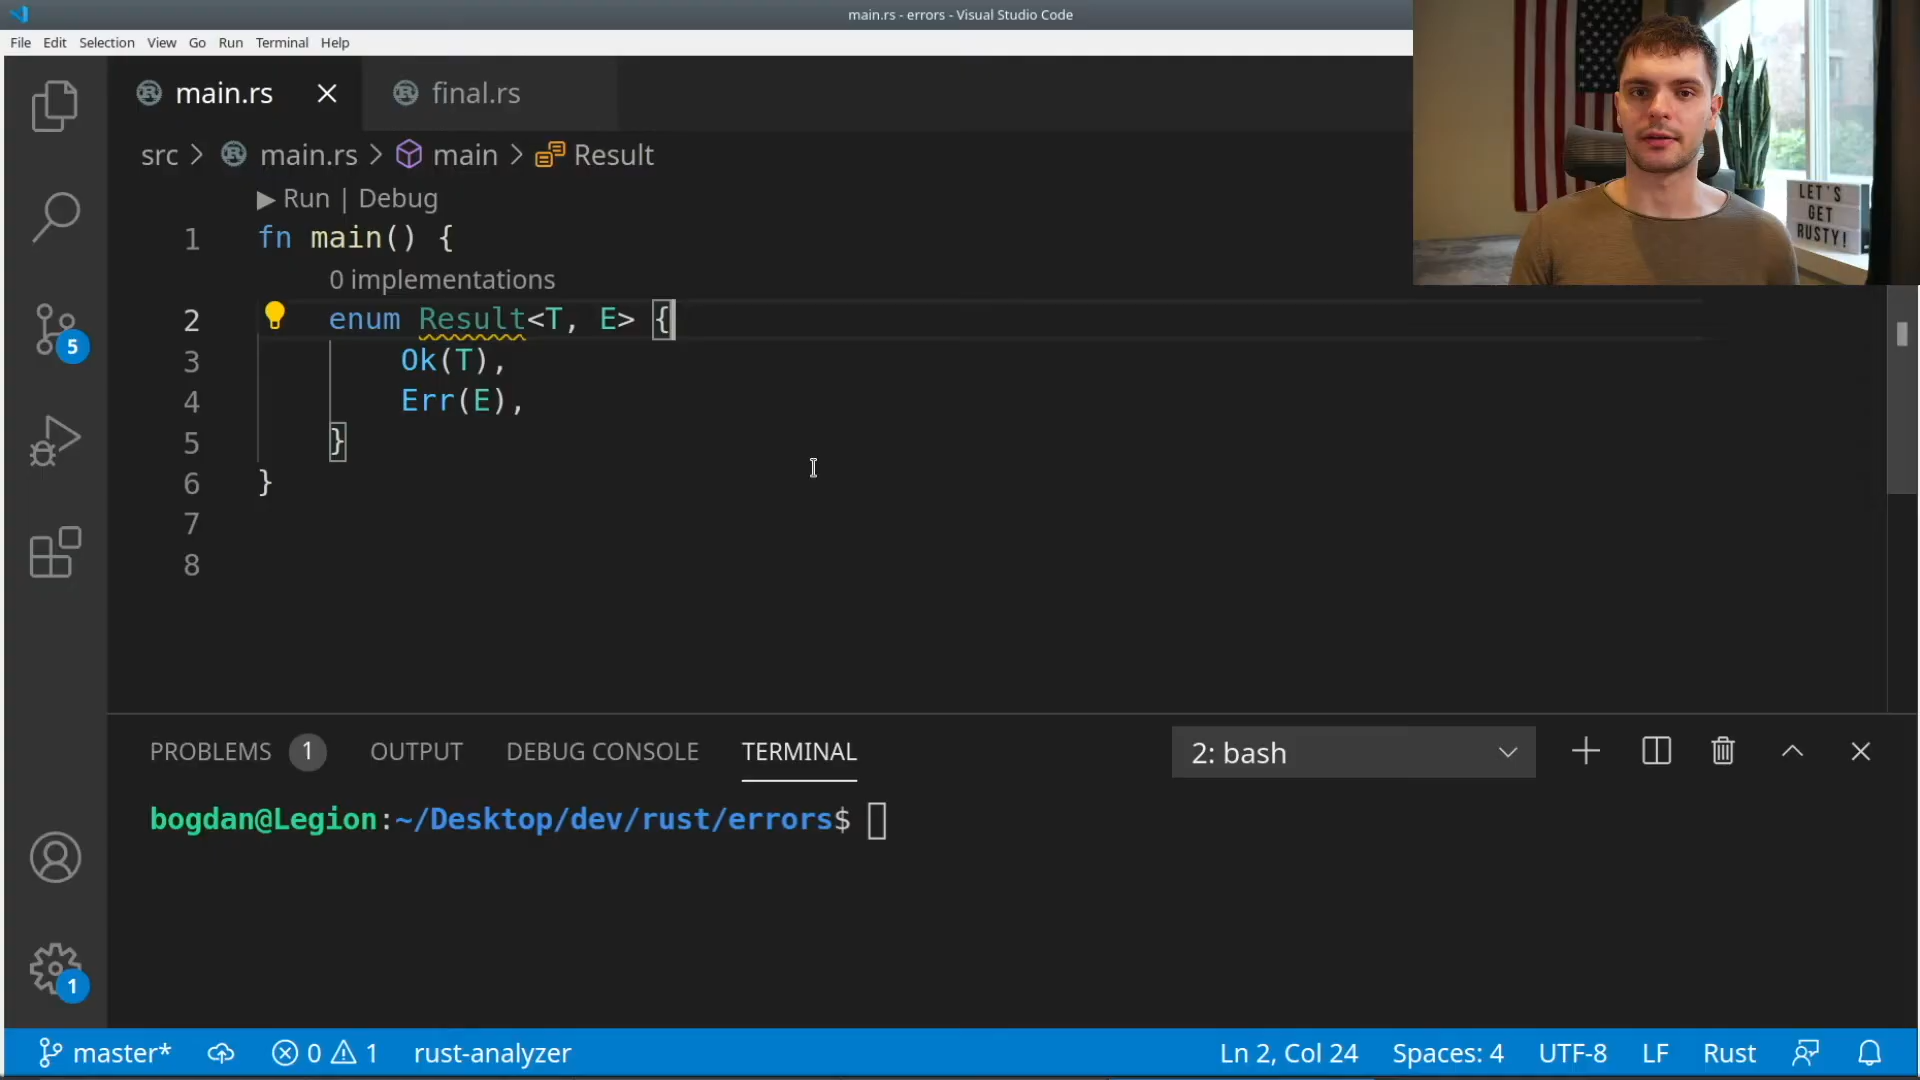 main.rs - errors - Visual Studio Code
File Edit Selection View Go Run Terminal Help
main.rs final.rs
src > main.rs > main > Result
▶ Run | Debug
1 fn main() {
0 implementations
2 enum Result<T, E> {
3 Ok(T),
4 Err(E),
5 }
6 }
7
8
LET'S
GET
RUSTY!
5
PROBLEMS 1 OUTPUT DEBUG CONSOLE TERMINAL 2: bash
bogdan@Legion:~/Desktop/dev/rust/errors$
1
master* 0 1 rust-analyzer Ln 2, Col 24 Spaces: 4 UTF-8 LF Rust